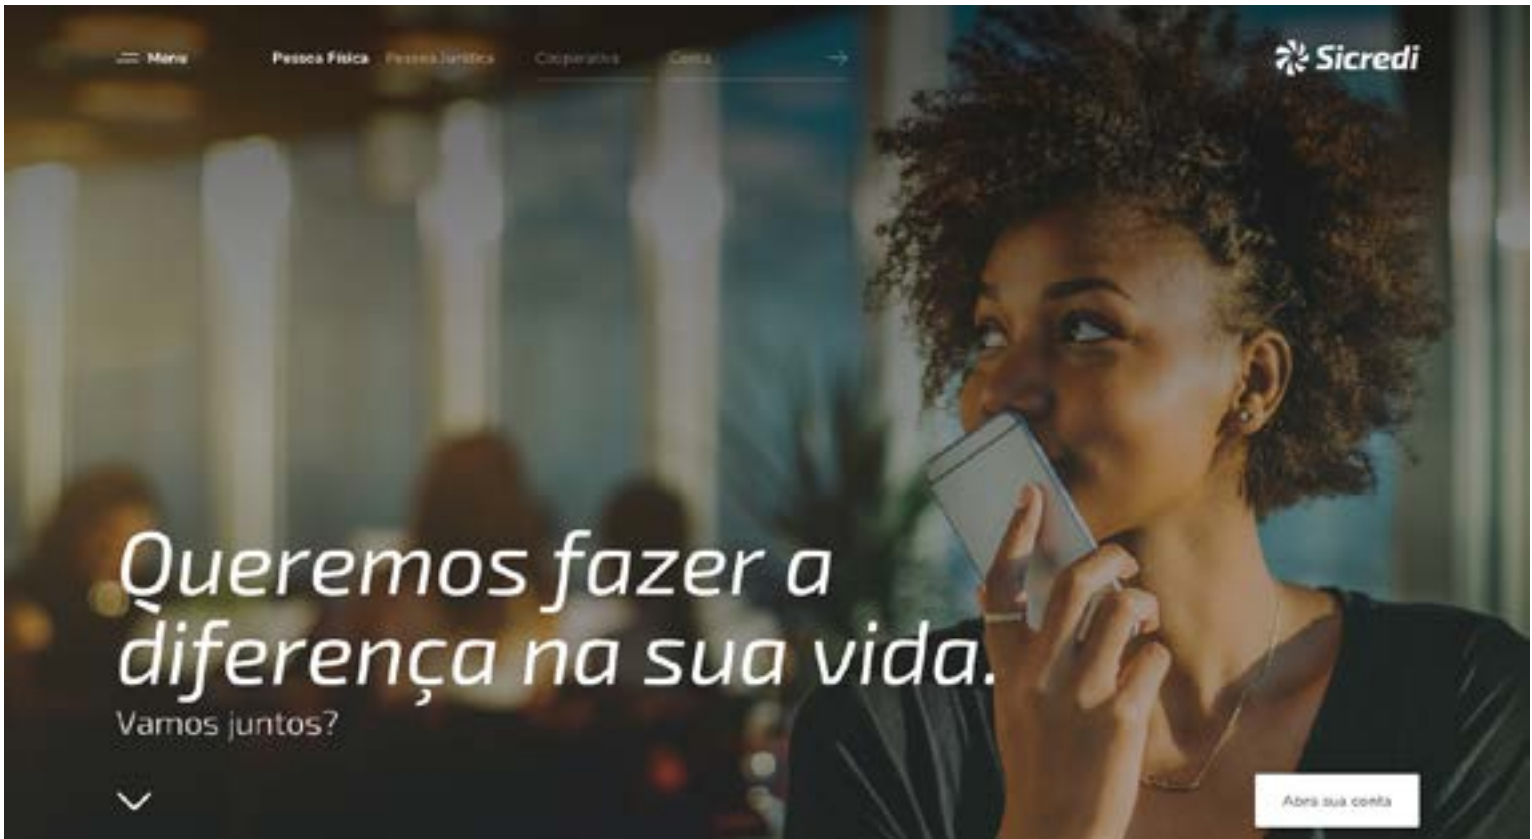 Menu
Pessoa Física Pessoa Jurídica Cooperativa Conta
Sicredi
Queremos fazer a
diferença na sua vida.
Vamos juntos?
Abra sua conta